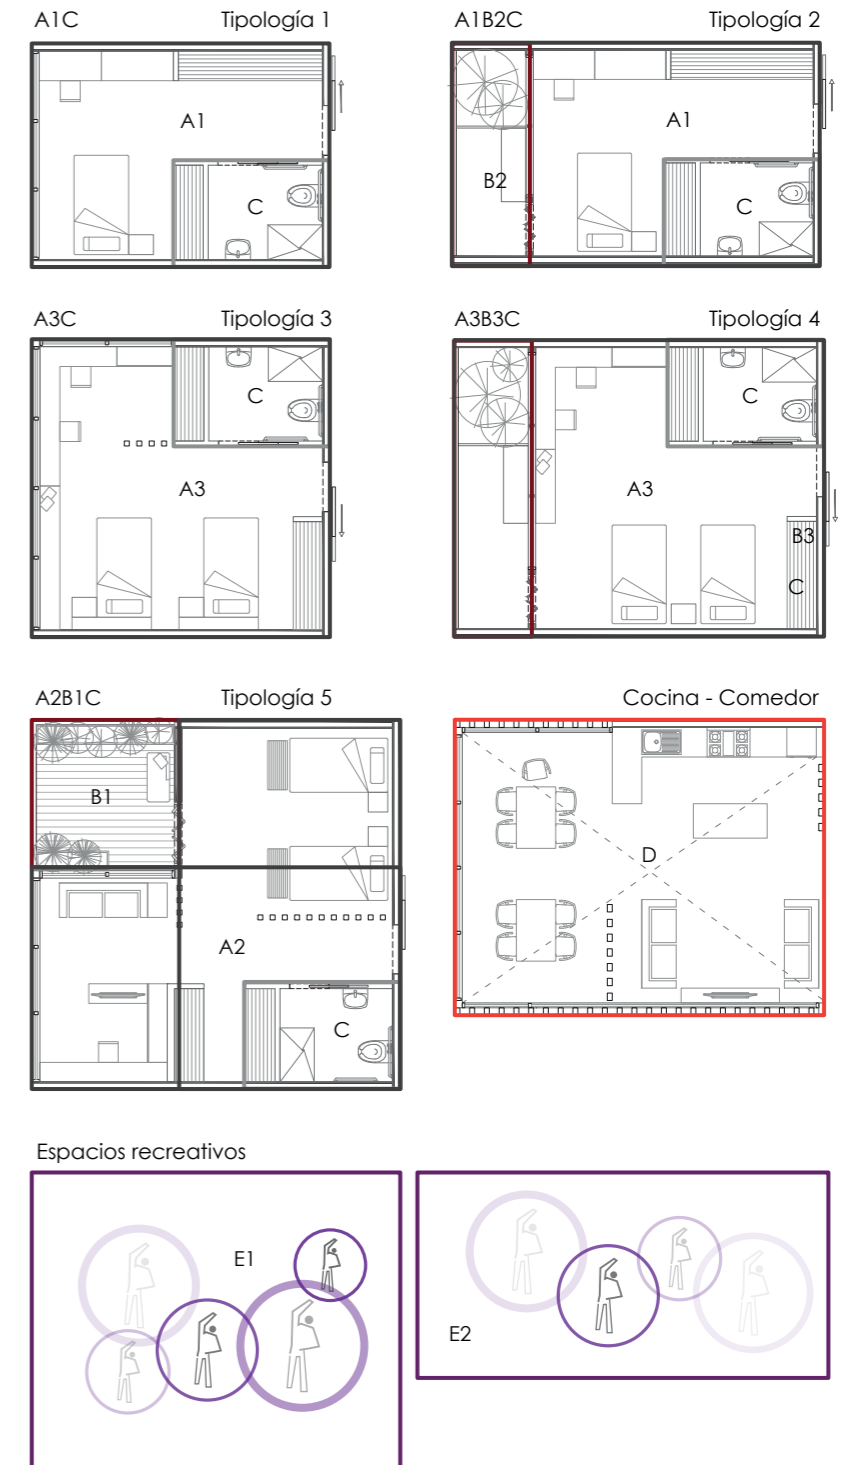 A1C Tipología 1
A1
C
A1B2C Tipología 2
A1
B2
C
A3C Tipología 3
C
A3
A3B3C Tipología 4
C
A3
B3
C
A2B1C Tipología 5
B1
A2
C
Cocina - Comedor
D
Espacios recreativos
E1
E2